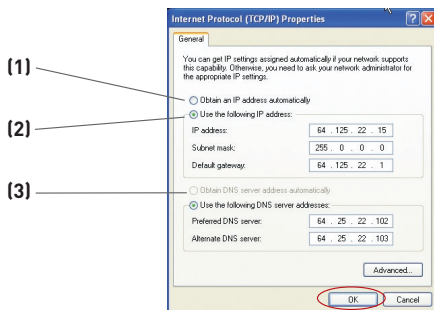 Internet Protocol (TCP/IP) Properties
General
You can get IP settings assigned automatically if your network supports
this capability. Otherwise, you need to ask your network administrator for
the appropriate IP settings.
(1)
Obtain an IP address automatically
(2)
Use the following IP address:
IP address: 64 . 125 . 22 . 15
Subnet mask: 255 . 0 . 0 . 0
Default gateway: 64 . 125 . 22 . 1
(3)
Obtain DNS server address automatically
Use the following DNS server addresses:
Preferred DNS server: 64 . 25 . 22 . 102
Alternate DNS server: 64 . 25 . 22 . 103
Advanced...
OK Cancel